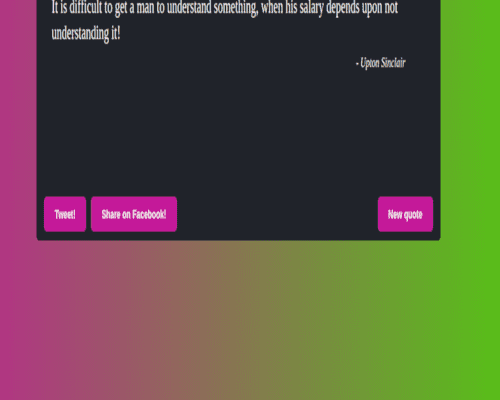 It is difficult to get a man to understand something, when his salary depends upon not
understanding it!
- Upton Sinclair
Tweet!
Share on Facebook!
New quote